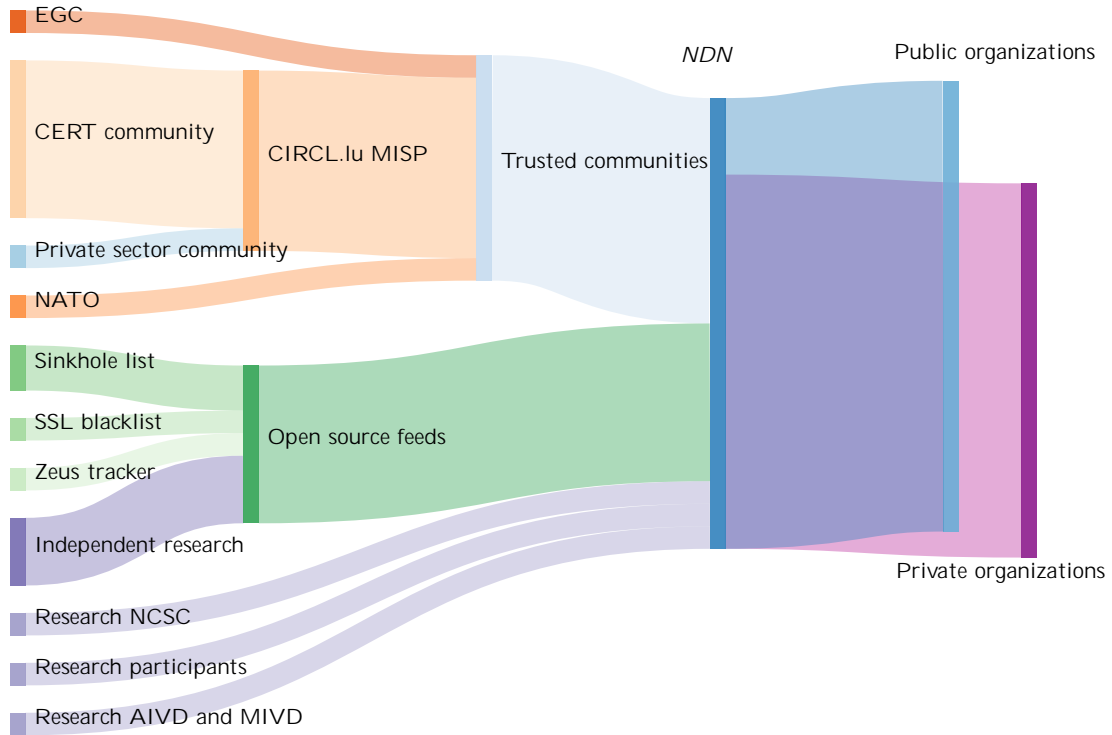 EGC
NDN
Public organizations
CERT community
CIRCL.lu MISP
Trusted communities
Private sector community
NATO
Sinkhole list
SSL blacklist
Open source feeds
Zeus tracker
Independent research
Private organizations
Research NCSC
Research participants
Research AIVD and MIVD